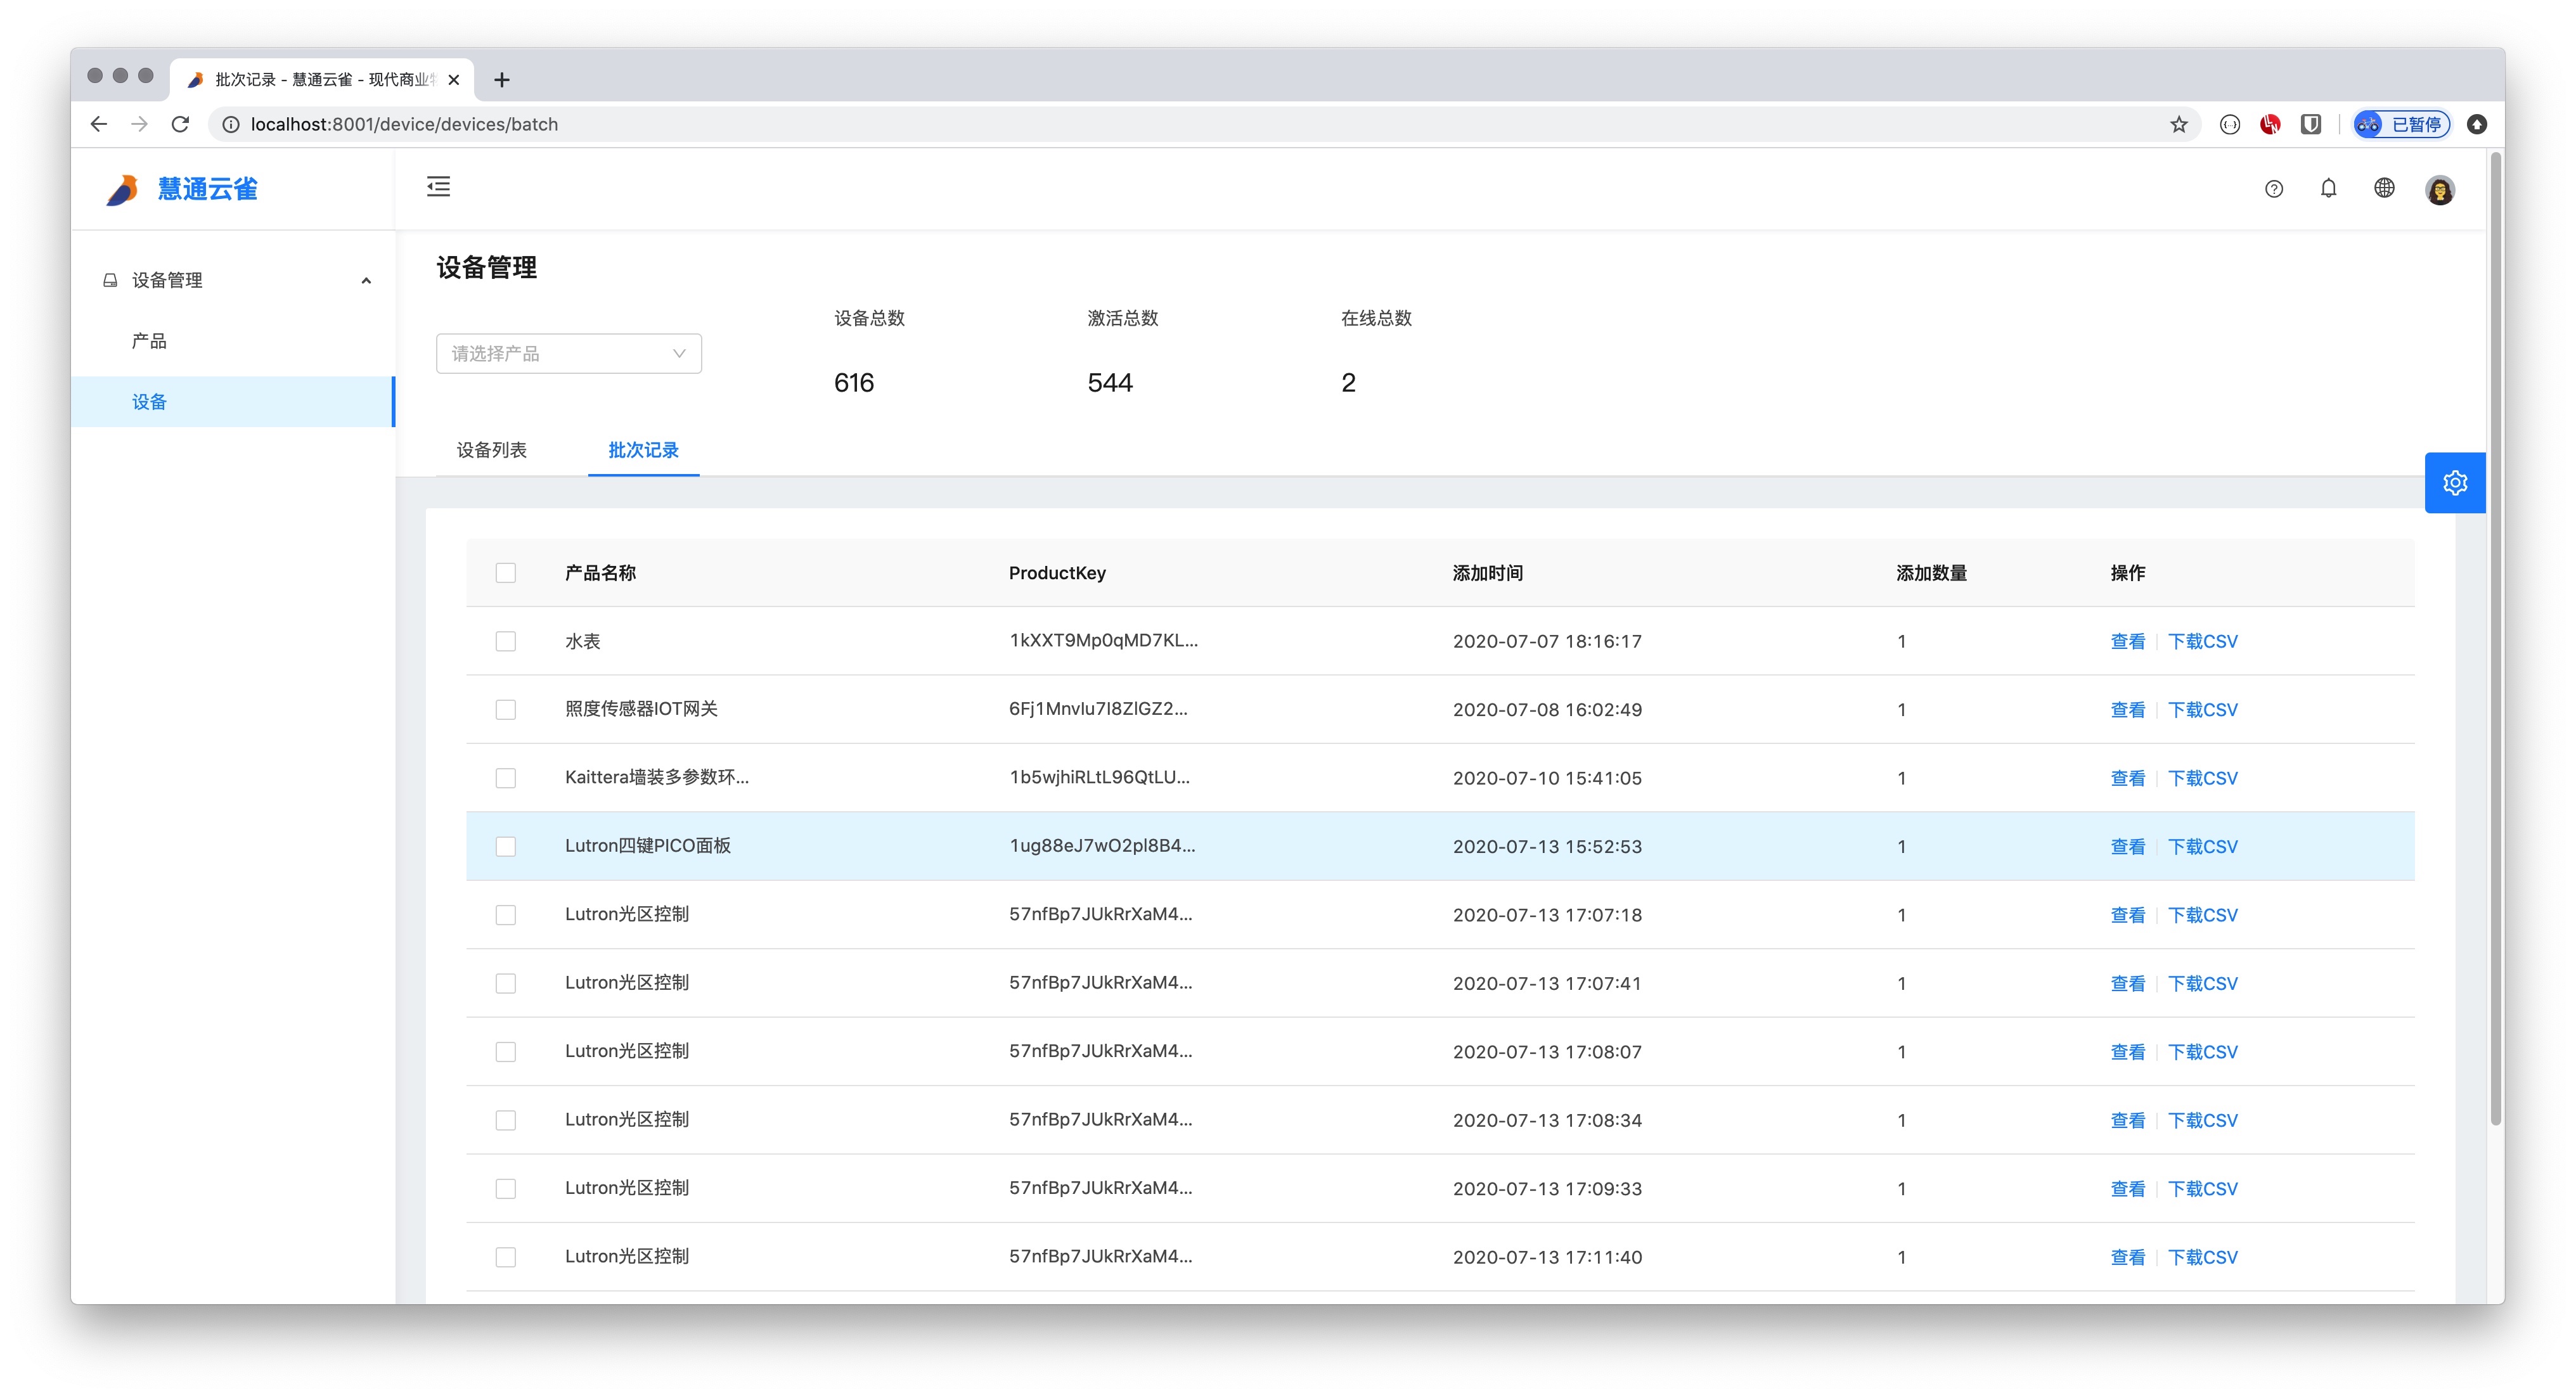 批次记录 - 慧通云雀 - 现代商业
localhost:8001/device/devices/batch
已暂停
慧通云雀
设备管理
产品
设备
设备管理
请选择产品
设备总数
616
激活总数
544
在线总数
2
设备列表
批次记录
产品名称 ProductKey 添加时间 添加数量 操作
水表 1kXXT9Mp0qMD7KL... 2020-07-07 18:16:17 1 查看 下载CSV
照度传感器IOT网关 6Fj1Mnvlu7I8ZlGZ2... 2020-07-08 16:02:49 1 查看 下载CSV
Kaittera墙装多参数环... 1b5wjhiRLtL96QtLU... 2020-07-10 15:41:05 1 查看 下载CSV
Lutron四键PICO面板 1ug88eJ7wO2pl8B4... 2020-07-13 15:52:53 1 查看 下载CSV
Lutron光区控制 57nfBp7JUkRrXaM4... 2020-07-13 17:07:18 1 查看 下载CSV
Lutron光区控制 57nfBp7JUkRrXaM4... 2020-07-13 17:07:41 1 查看 下载CSV
Lutron光区控制 57nfBp7JUkRrXaM4... 2020-07-13 17:08:07 1 查看 下载CSV
Lutron光区控制 57nfBp7JUkRrXaM4... 2020-07-13 17:08:34 1 查看 下载CSV
Lutron光区控制 57nfBp7JUkRrXaM4... 2020-07-13 17:09:33 1 查看 下载CSV
Lutron光区控制 57nfBp7JUkRrXaM4... 2020-07-13 17:11:40 1 查看 下载CSV